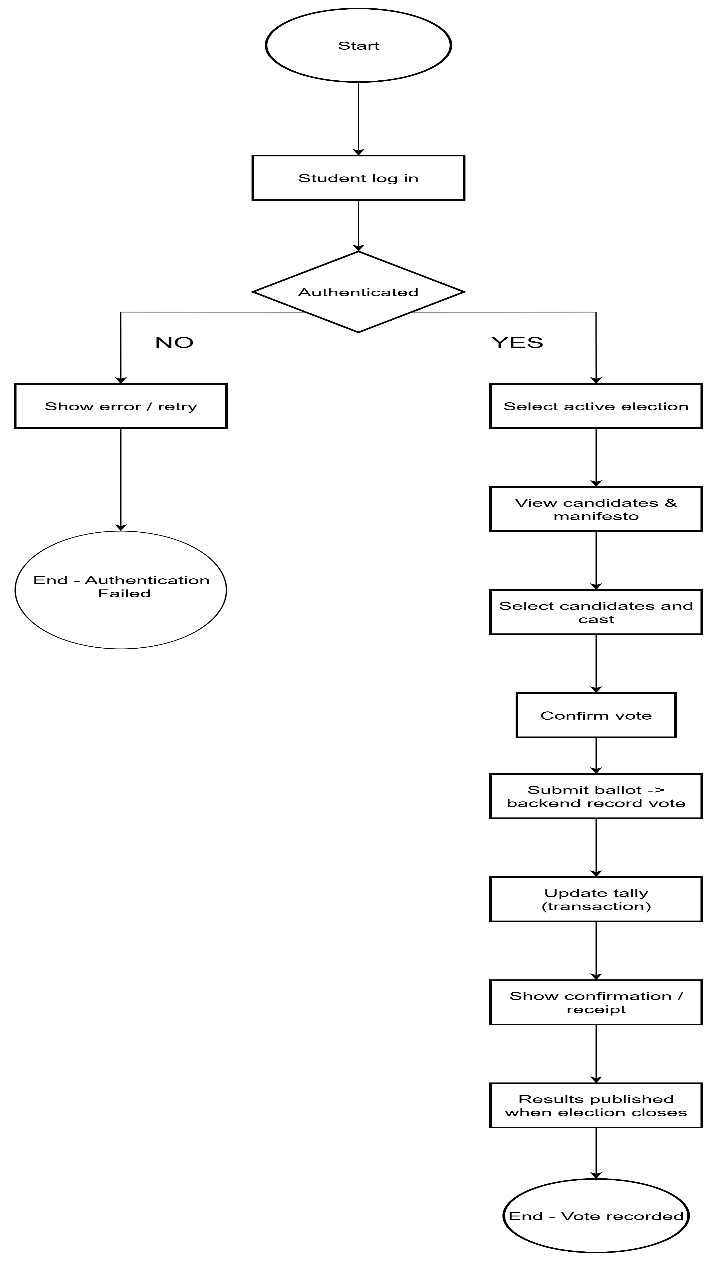 Start
Student log in
Authenticated
NO
YES
Show error / retry
Select active election
View candidates &
manifesto
End - Authentication
Failed
Select candidates and
cast
Confirm vote
Submit ballot ->
backend record vote
Update tally
(transaction)
Show confirmation /
receipt
Results published
when election closes
End - Vote recorded